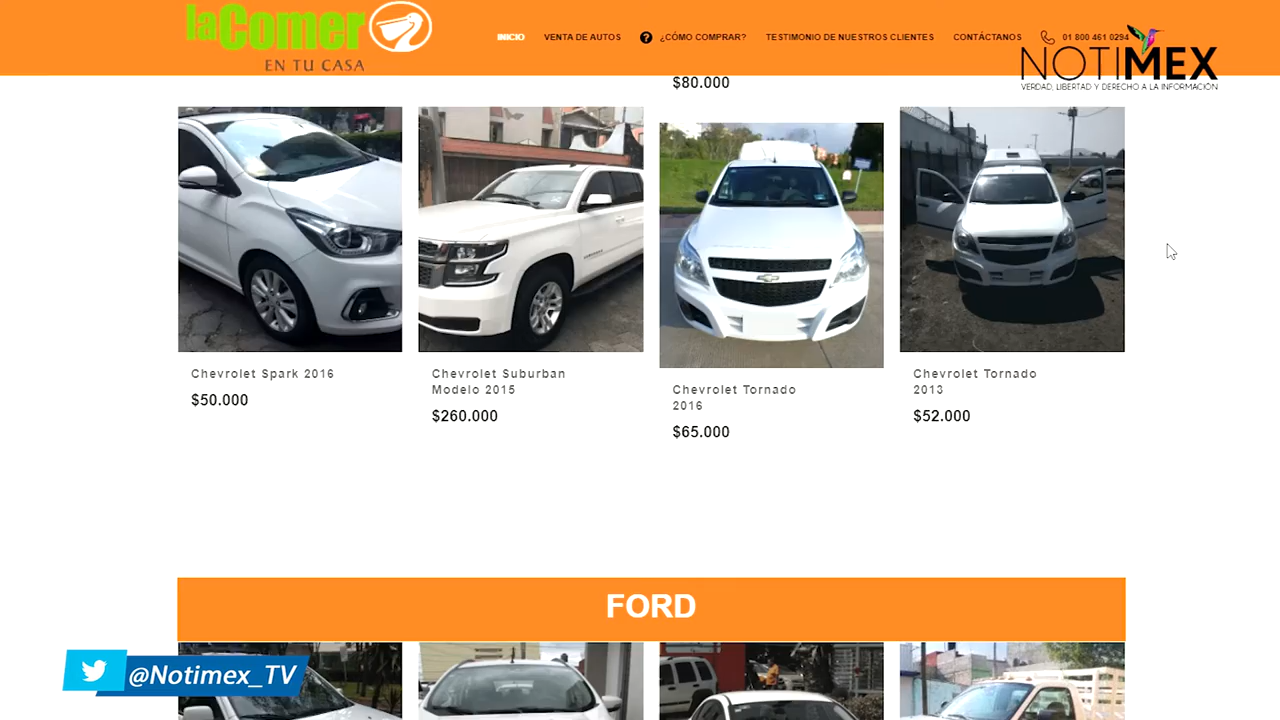 laComer
EN TU CASA
INICIO
VENTA DE AUTOS
? ¿CÓMO COMPRAR?
TESTIMONIO DE NUESTROS CLIENTES
CONTÁCTANOS
01 800 461 0294
NOTIMEX
VERDAD, LIBERTAD Y DERECHO A LA INFORMACIÓN
$80.000
Chevrolet Spark 2016
$50.000
Chevrolet Suburban
Modelo 2015
$260.000
Chevrolet Tornado
2016
$65.000
Chevrolet Tornado
2013
$52.000
FORD
@Notimex_TV